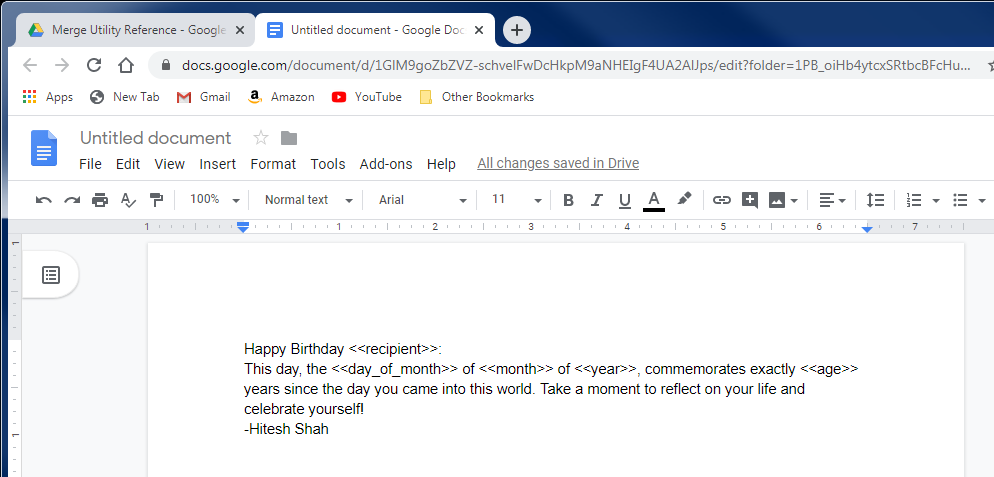 Merge Utility Reference - Google
Untitled document - Google Doc
docs.google.com/document/d/1GlM9goZbZVZ-schvelFwDcHkpM9aNHEIgF4UA2AlJps/edit?folder=1PB_oiHb4ytcxSRtbcBFcHu...
Apps New Tab Gmail Amazon YouTube Other Bookmarks
Untitled document
File Edit View Insert Format Tools Add-ons Help All changes saved in Drive
100% Normal text Arial 11 B I U A
1 1 2 3 4 5 6 7
1
Happy Birthday <<recipient>>:
This day, the <<day_of_month>> of <<month>> of <<year>>, commemorates exactly <<age>>
years since the day you came into this world. Take a moment to reflect on your life and
celebrate yourself!
-Hitesh Shah
1